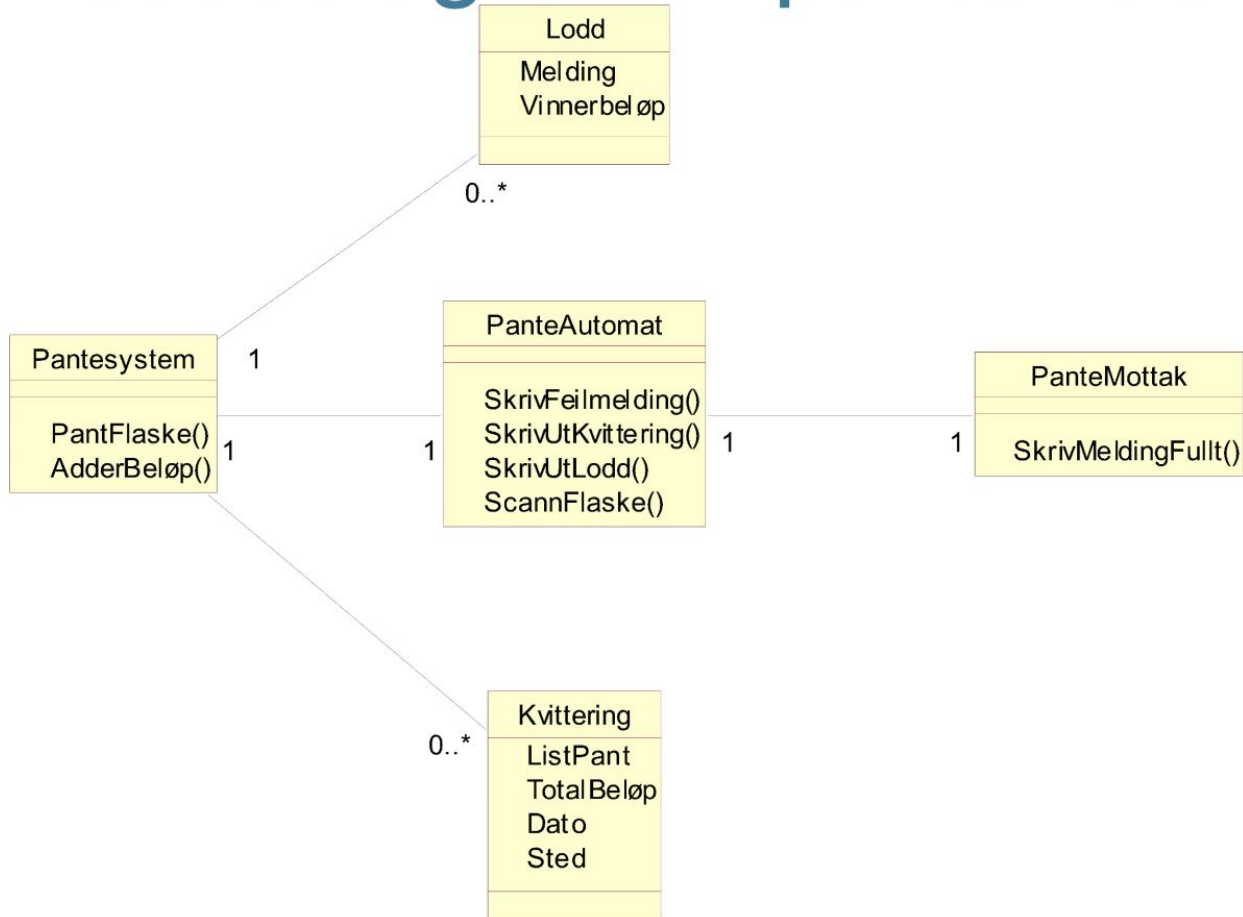 Lodd
Melding
Vinnerbeløp
0..*
Pantesystem
PantFlaske()
AdderBeløp()
1
1
1
PanteAutomat
SkrivFeilmelding()
SkrivUtKvittering()
SkrivUtLodd()
ScannFlaske()
1
1
PanteMottak
SkrivMeldingFullt()
0..*
Kvittering
ListPant
TotalBeløp
Dato
Sted